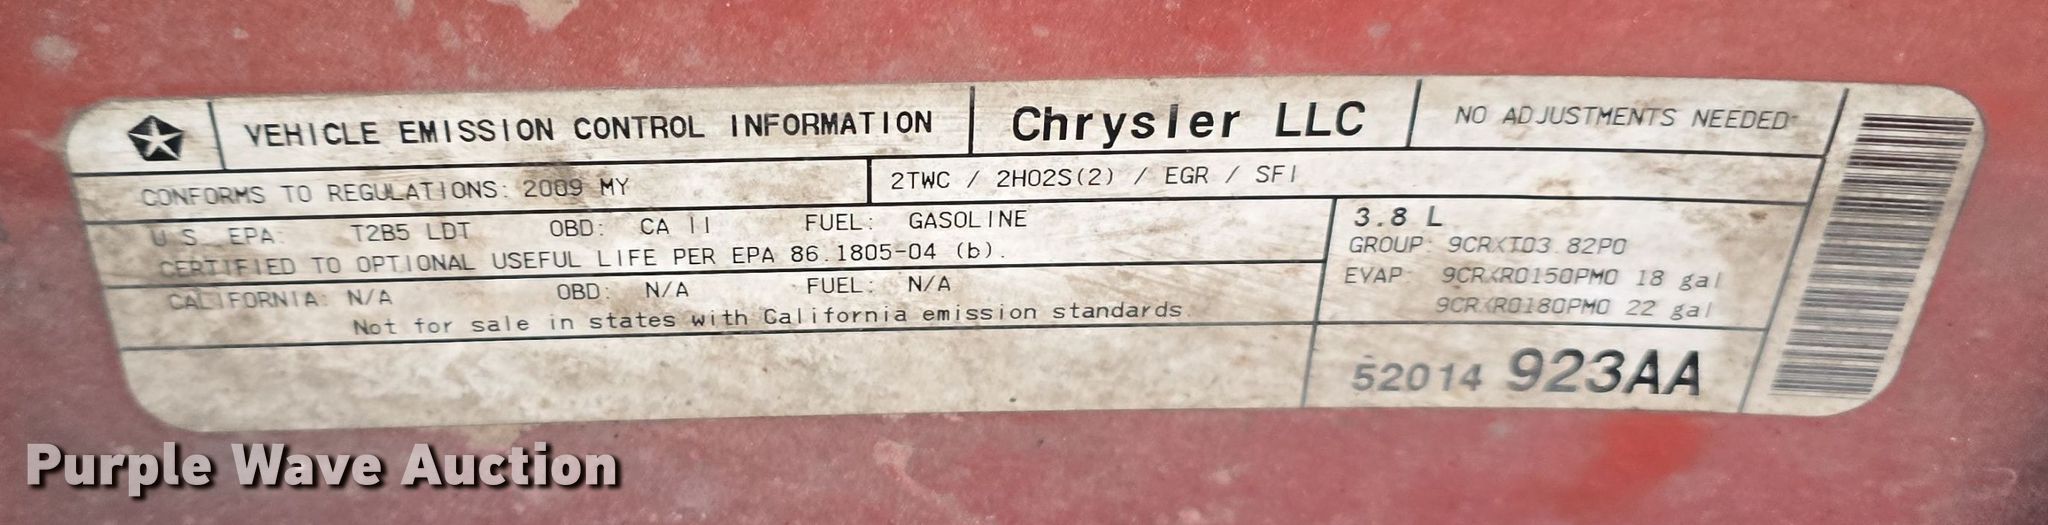 VEHICLE EMISSION CONTROL INFORMATION
Chrysler LLC
NO ADJUSTMENTS NEEDED
CONFORMS TO REGULATIONS: 2009 MY
2TWC / 2HO2S(2) / EGR / SFI
U.S. EPA: T2B5 LDT OBD: CA II FUEL: GASOLINE
CERTIFIED TO OPTIONAL USEFUL LIFE PER EPA 86.1805-04 (b).
CALIFORNIA: N/A OBD: N/A FUEL: N/A
Not for sale in states with California emission standards.
3.8 L
GROUP: 9CRXT03.82P0
EVAP: 9CRXR0150PM0 18 gal
9CRXR0180PM0 22 gal
52014 923AA
Purple Wave Auction